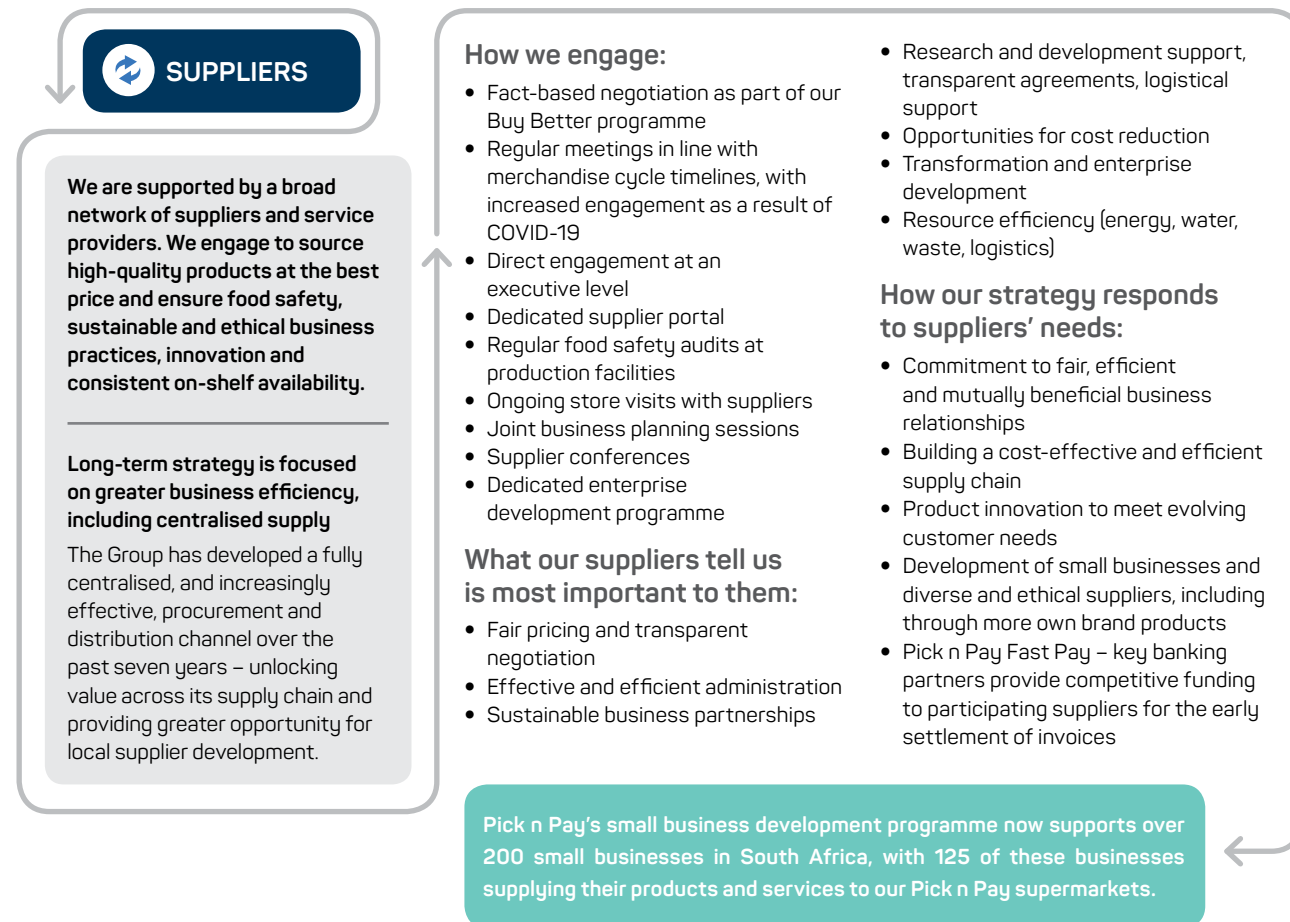 SUPPLIERS
We are supported by a broad
network of suppliers and service
providers. We engage to source
high-quality products at the best
price and ensure food safety,
sustainable and ethical business
practices, innovation and
consistent on-shelf availability.
Long-term strategy is focused
on greater business efficiency,
including centralised supply
The Group has developed a fully
centralised, and increasingly
effective, procurement and
distribution channel over the
past seven years – unlocking
value across its supply chain and
providing greater opportunity for
local supplier development.
How we engage:
• Fact-based negotiation as part of our
Buy Better programme
• Regular meetings in line with
merchandise cycle timelines, with
increased engagement as a result of
COVID-19
• Direct engagement at an
executive level
• Dedicated supplier portal
• Regular food safety audits at
production facilities
• Ongoing store visits with suppliers
• Joint business planning sessions
• Supplier conferences
• Dedicated enterprise
development programme
What our suppliers tell us
is most important to them:
• Fair pricing and transparent
negotiation
• Effective and efficient administration
• Sustainable business partnerships
• Research and development support,
transparent agreements, logistical
support
• Opportunities for cost reduction
• Transformation and enterprise
development
• Resource efficiency (energy, water,
waste, logistics)
How our strategy responds
to suppliers' needs:
• Commitment to fair, efficient
and mutually beneficial business
relationships
• Building a cost-effective and efficient
supply chain
• Product innovation to meet evolving
customer needs
• Development of small businesses and
diverse and ethical suppliers, including
through more own brand products
• Pick n Pay Fast Pay – key banking
partners provide competitive funding
to participating suppliers for the early
settlement of invoices
Pick n Pay's small business development programme now supports over
200 small businesses in South Africa, with 125 of these businesses
supplying their products and services to our Pick n Pay supermarkets.